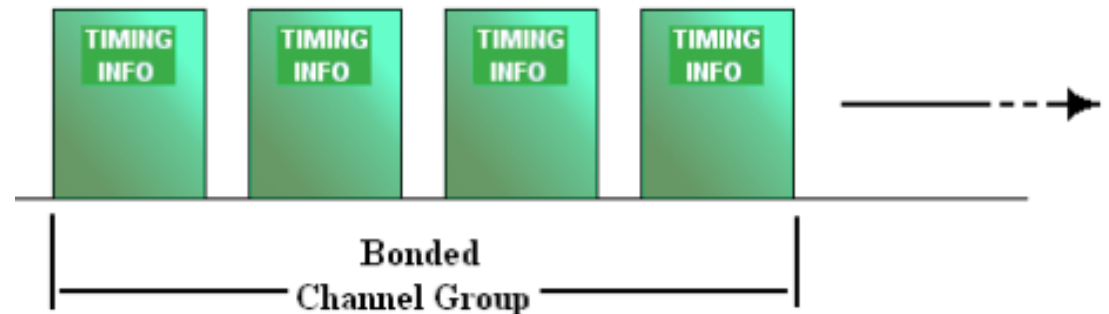 TIMING
INFO
TIMING
INFO
TIMING
INFO
TIMING
INFO
Bonded
Channel Group